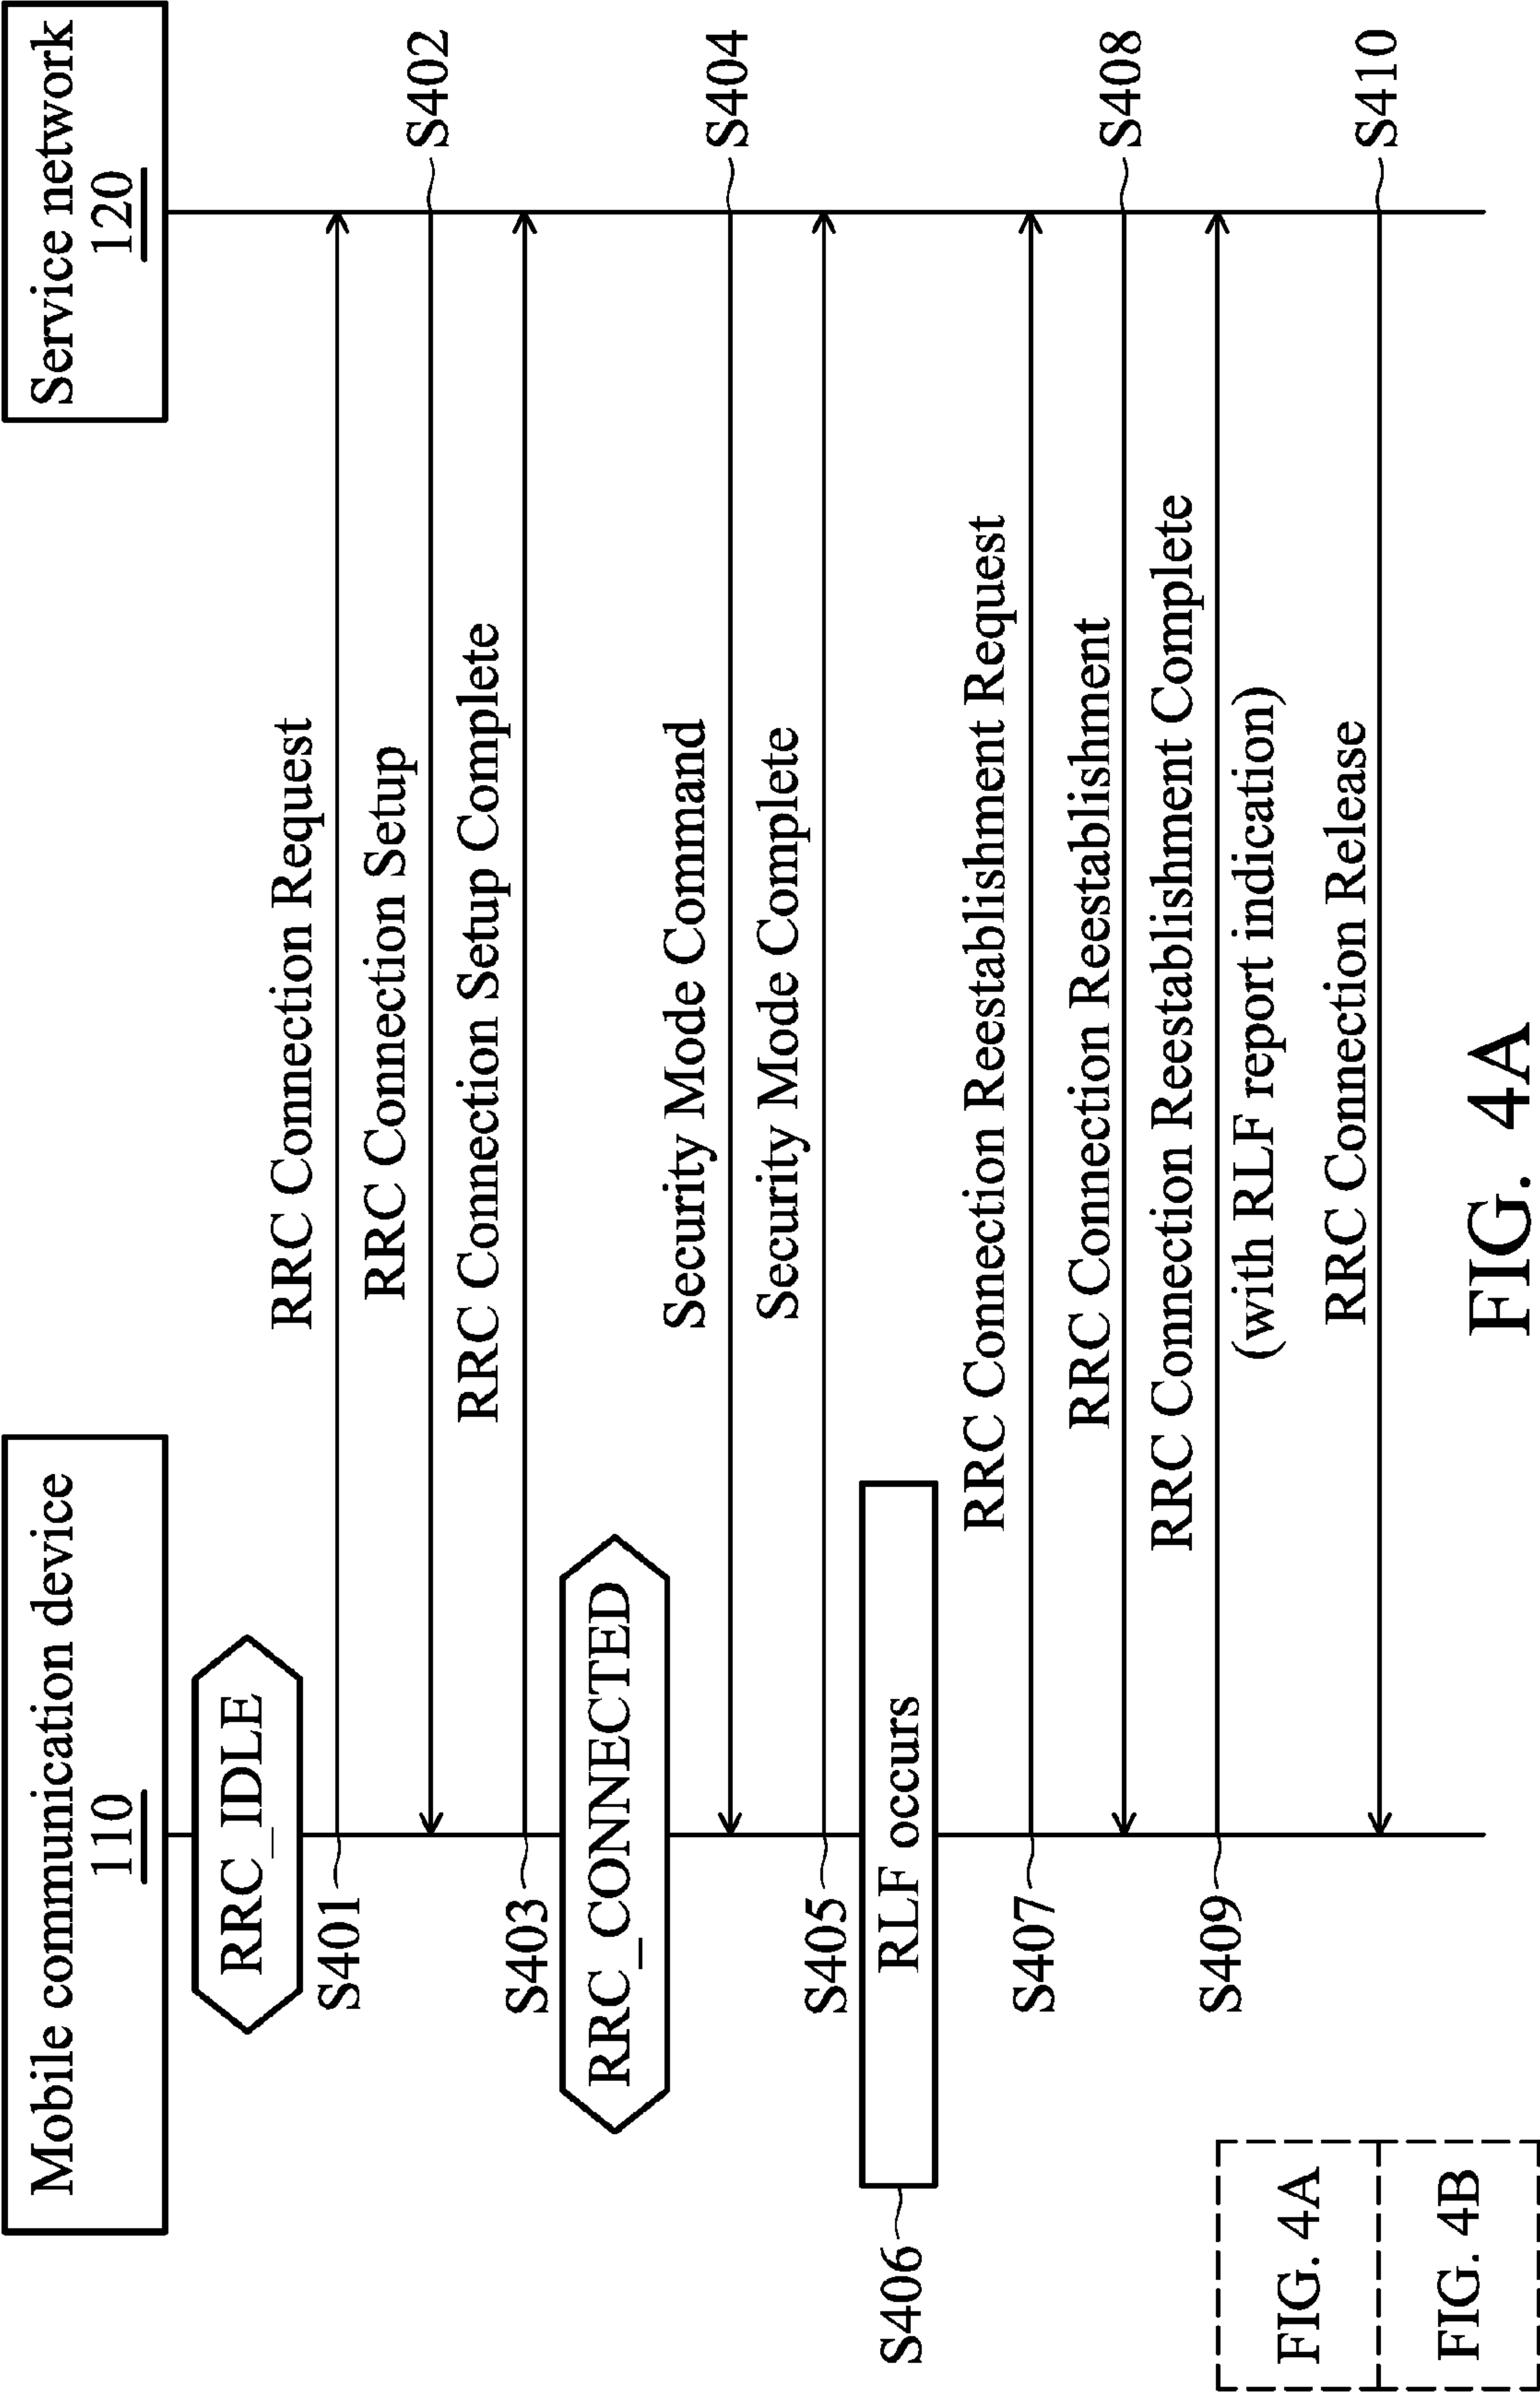 Mobile communication device
110
Service network
120
RRC_IDLE
RRC Connection Request
S401
RRC Connection Setup
S402
RRC Connection Setup Complete
S403
RRC_CONNECTED
Security Mode Command
S404
Security Mode Complete
S405
RLF occurs
S406
RRC Connection Reestablishment Request
S407
RRC Connection Reestablishment
S408
RRC Connection Reestablishment Complete
S409
(with RLF report indication)
RRC Connection Release
S410
FIG. 4A
FIG. 4B
FIG. 4A